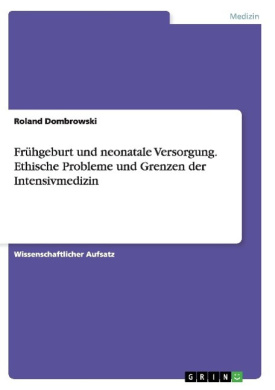 Medizin
Roland Dombrowski
Frühgeburt und neonatale Versorgung.
Ethische Probleme und Grenzen der
Intensivmedizin
Wissenschaftlicher Aufsatz
GRIN